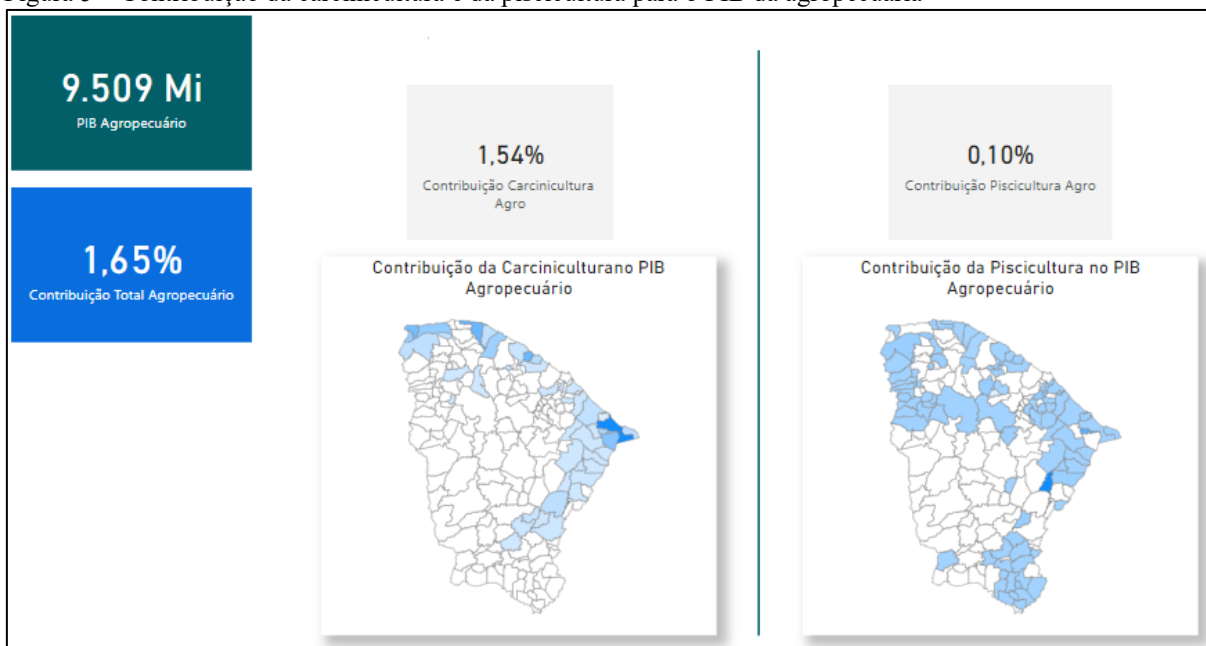 9.509 Mi
PIB Agropecuário
1,65%
Contribuição Total Agropecuário
1,54%
Contribuição Carcinicultura
Agro
Contribuição da Carciniculturano PIB
Agropecuário
0,10%
Contribuição Piscicultura Agro
Contribuição da Piscicultura no PIB
Agropecuário